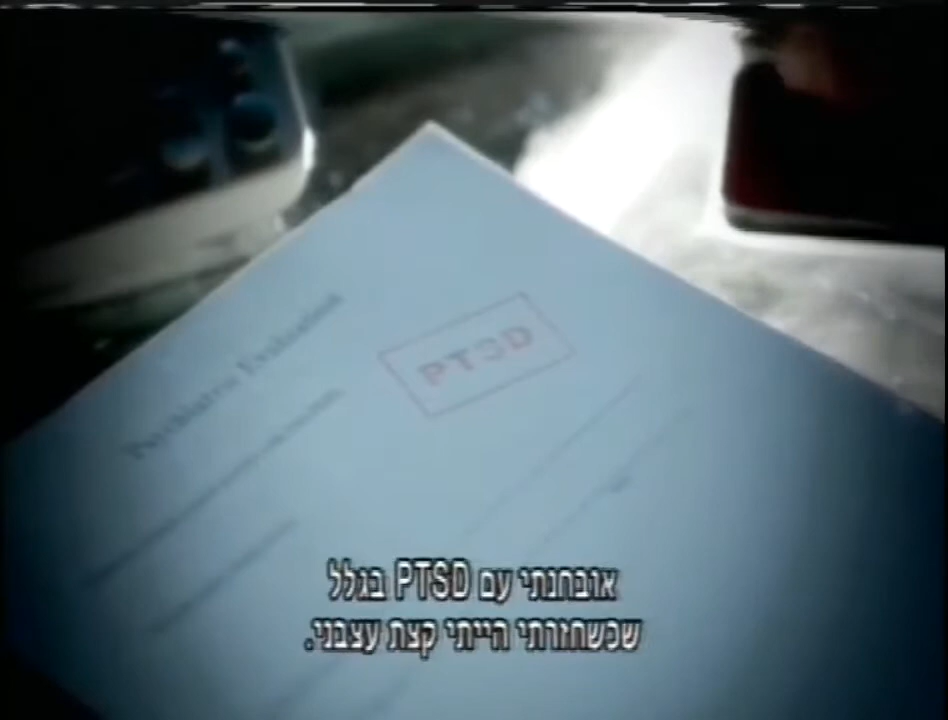 Psychiatric Evaluation
PTSD
אובחנתי עם PTSD בגלל
שכשחזרתי הייתי קצת עצבני.